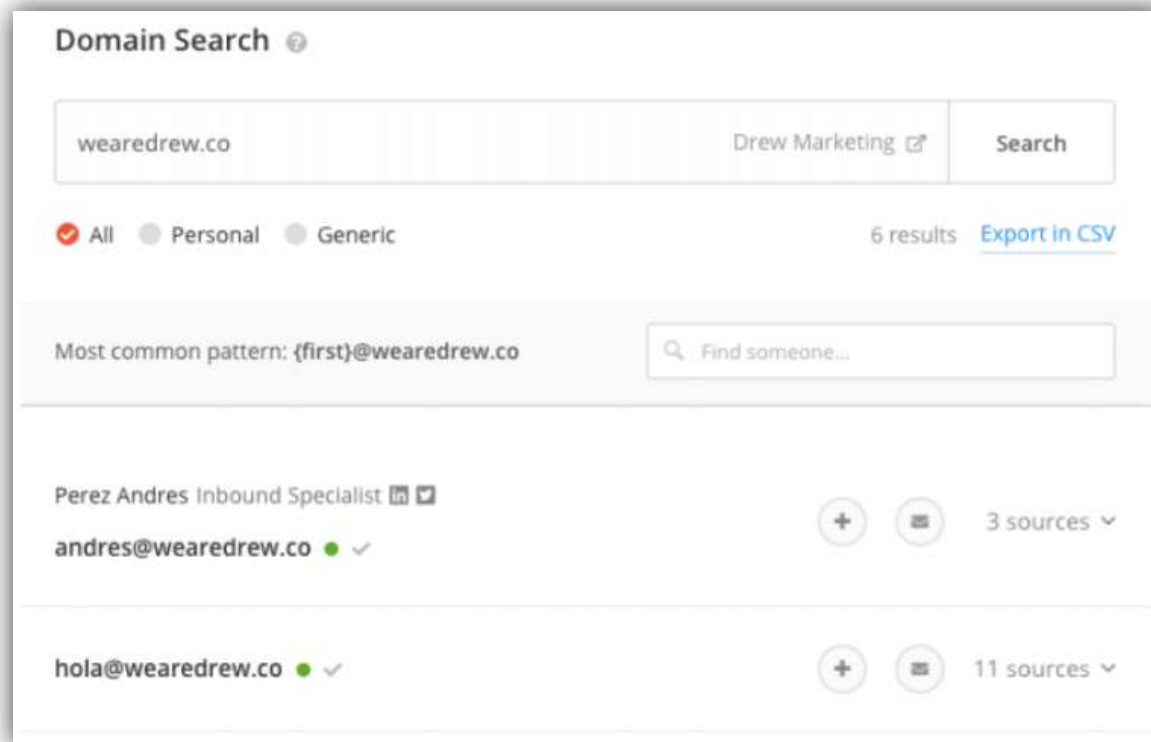 Domain Search ?
wearedrew.co Drew Marketing Search
All Personal Generic 6 results Export in CSV
Most common pattern: {first}@wearedrew.co Find someone...
Perez Andres Inbound Specialist in
andres@wearedrew.co 3 sources
hola@wearedrew.co 11 sources